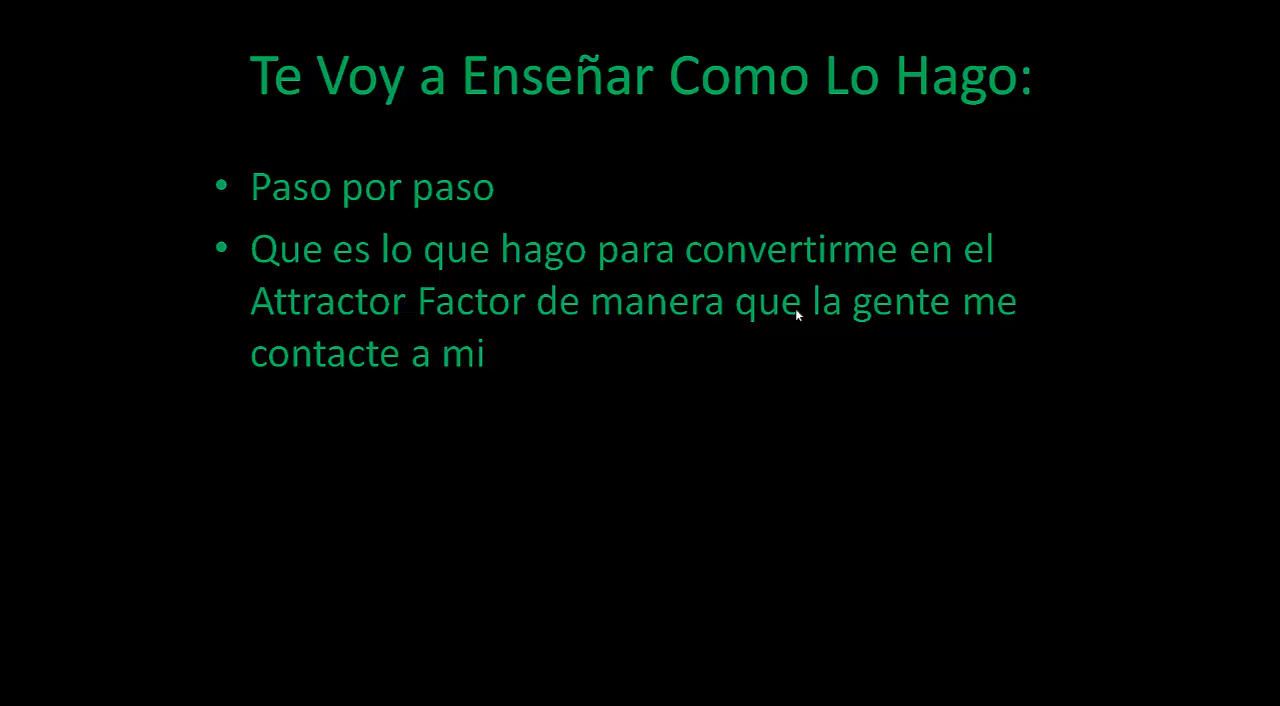 Te Voy a Enseñar Como Lo Hago:
• Paso por paso
• Que es lo que hago para convertirme en el
Attractor Factor de manera que la gente me
contacte a mi